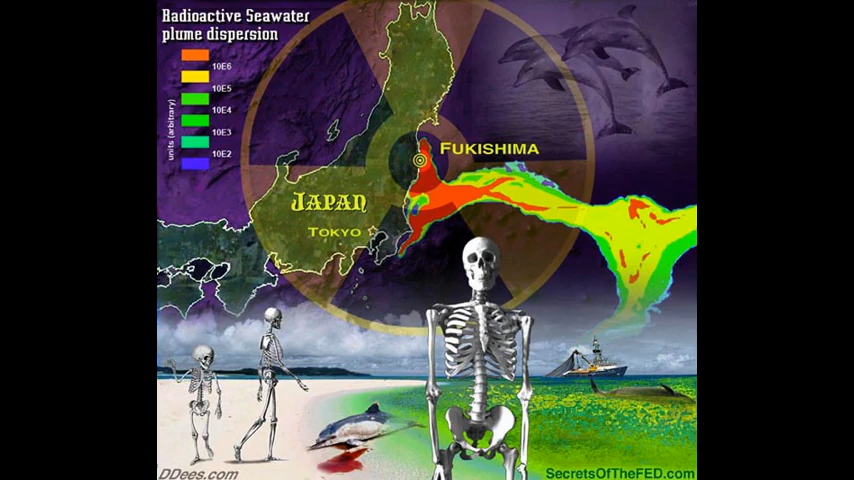 Radioactive Seawater
plume dispersion
10E6
10E5
10E4
10E3
10E2
units (arbitrary)
FUKISHIMA
JAPAN
TOKYO
DDees.com
SecretsOfTheFED.com